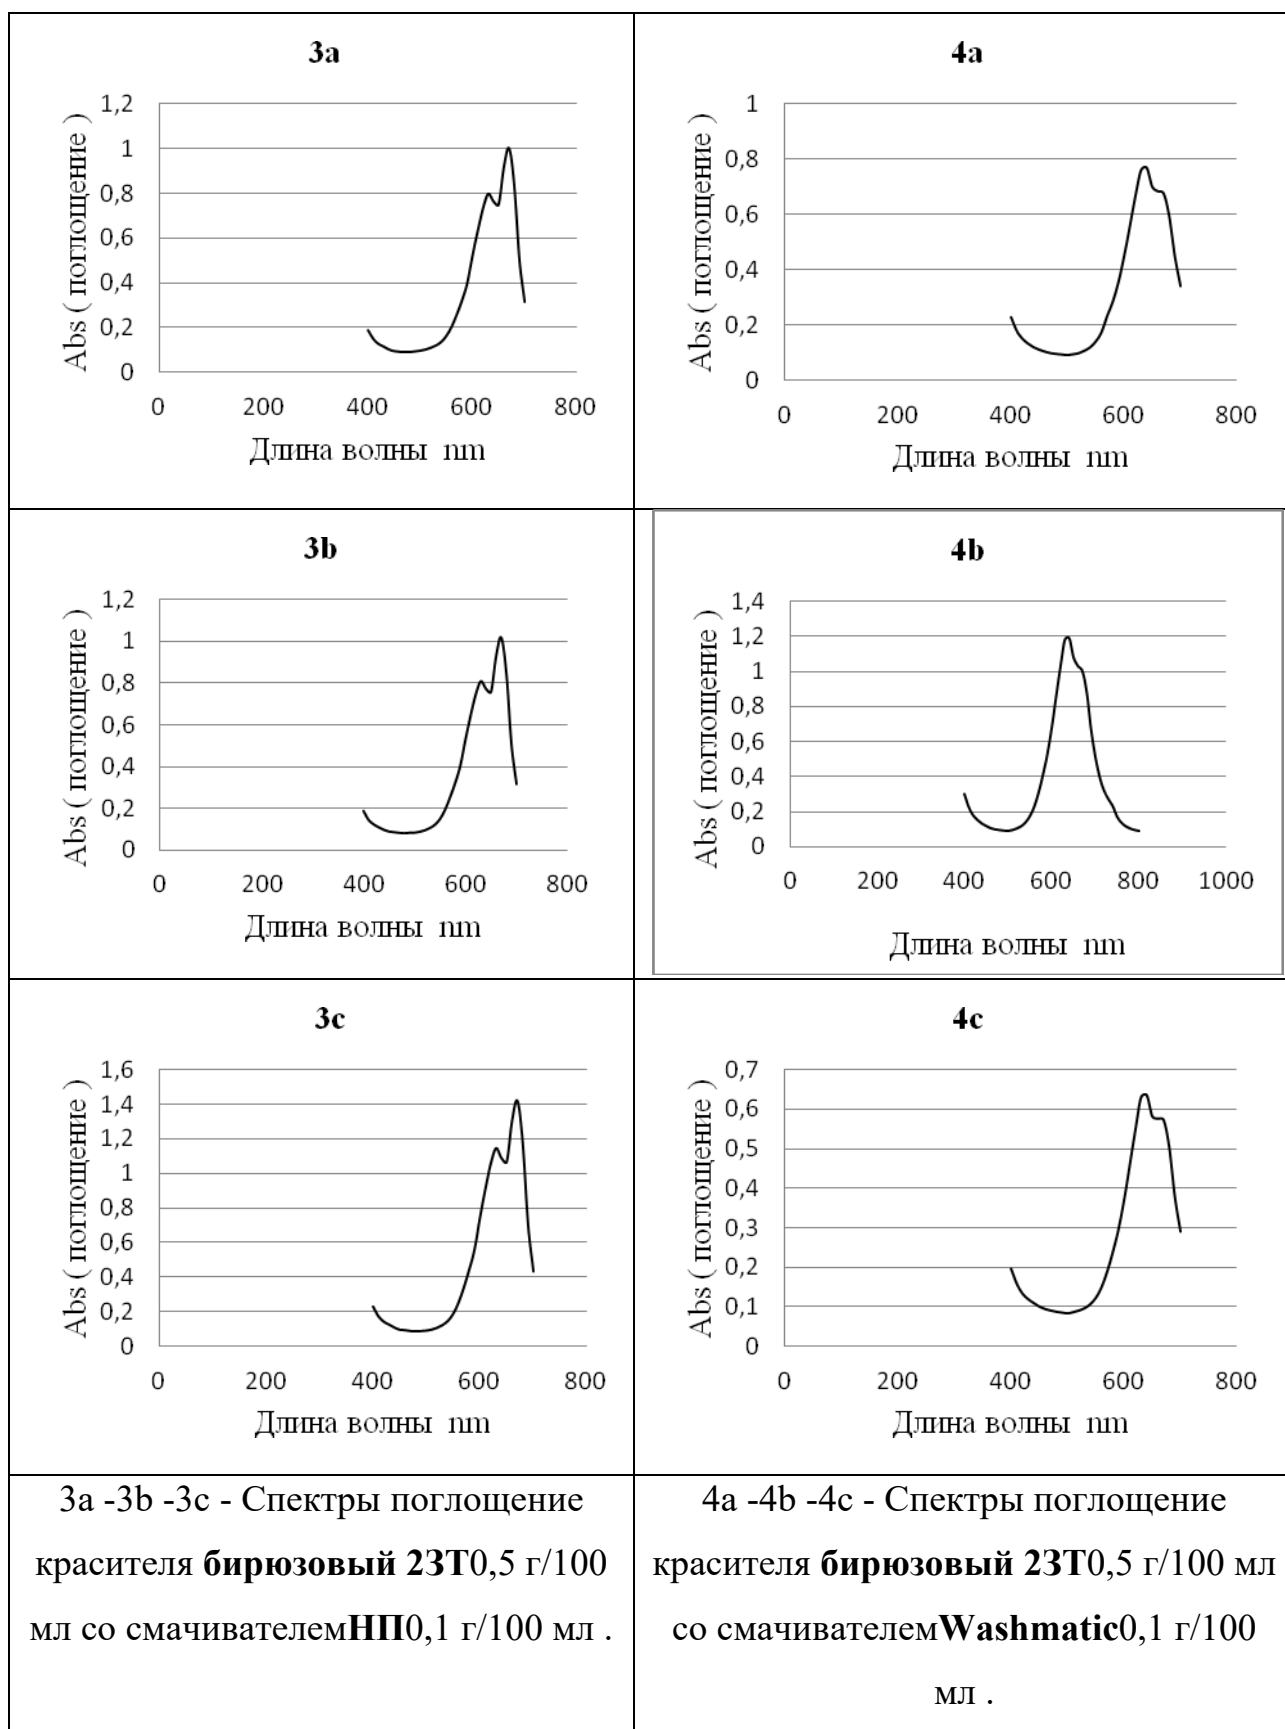 3a
1,2
1
0,8
0,6
0,4
0,2
0
0 200 400 600 800
Abs ( поглощение )
Длина волны nm
4a
1
0,8
0,6
0,4
0,2
0
0 200 400 600 800
Abs ( поглощение )
Длина волны nm
3b
1,2
1
0,8
0,6
0,4
0,2
0
0 200 400 600 800
Abs ( поглощение )
Длина волны nm
4b
1,4
1,2
1
0,8
0,6
0,4
0,2
0
0 200 400 600 800 1000
Abs ( поглощение )
Длина волны nm
3c
1,6
1,4
1,2
1
0,8
0,6
0,4
0,2
0
0 200 400 600 800
Abs ( поглощение )
Длина волны nm
4c
0,7
0,6
0,5
0,4
0,3
0,2
0,1
0
0 200 400 600 800
Abs ( поглощение )
Длина волны nm
3a -3b -3c - Спектры поглощение
красителя бирюзовый 2ЗТ0,5 г/100
мл со смачивателемНП0,1 г/100 мл .
4a -4b -4c - Спектры поглощение
красителя бирюзовый 2ЗТ0,5 г/100 мл
со смачивателемWashmatic0,1 г/100
мл .